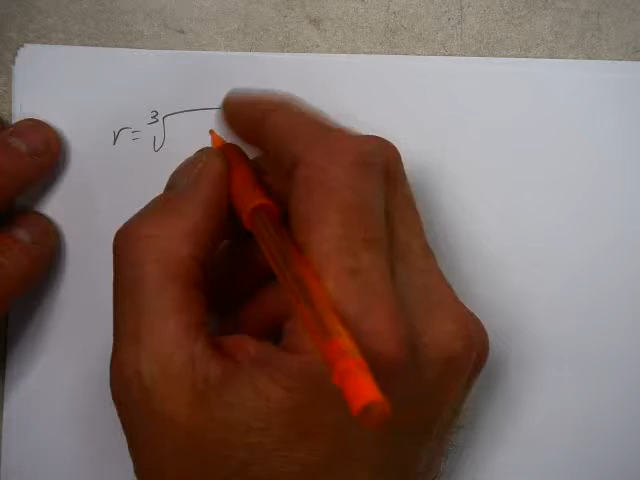 r = ∛